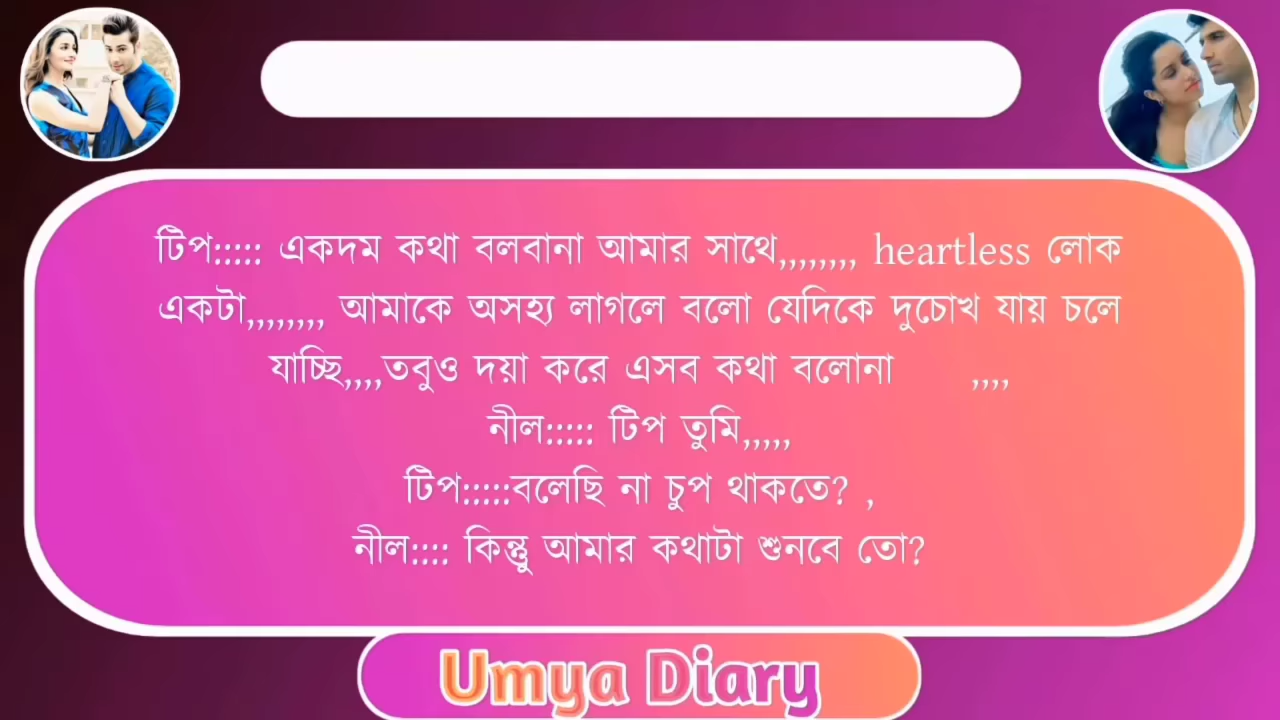 টিপ::::: একদম কথা বলবানা আমার সাথে,,,,,,,, heartless লোক
একটা,,,,,,,, আমাকে অসহ্য লাগলে বলো যেদিকে দুচোখ যায় চলে
যাচ্ছি,,,,তবুও দয়া করে এসব কথা বলোনা ,,,,
নীল::::: টিপ তুমি,,,,,
টিপ:::::বলেছি না চুপ থাকতে? ,
নীল:::: কিন্তু আমার কথাটা শুনবে তো?
Umya Diary